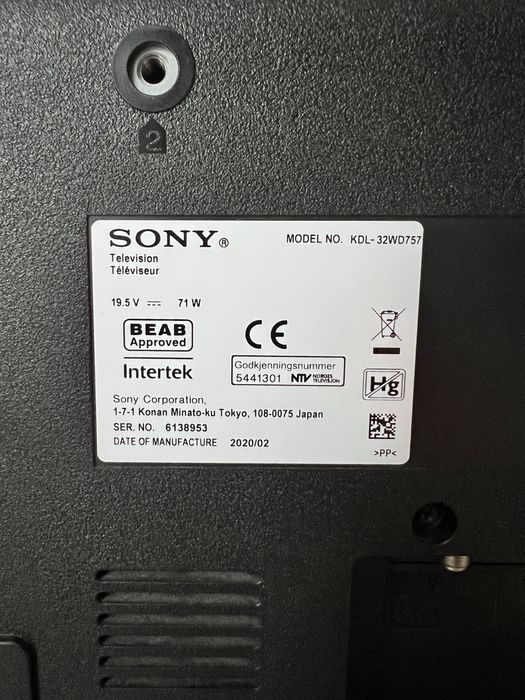 2
SONY®
MODEL NO. KDL-32WD757
Television
Téléviseur
19.5 V ⎓ 71 W
BEAB
Approved
CE
Intertek
Godkjenningsnummer
5441301 NTV NORGES TELEVISJON
Hg
Sony Corporation,
1-7-1 Konan Minato-ku Tokyo, 108-0075 Japan
SER. NO. 6138953
DATE OF MANUFACTURE 2020/02
>PP<